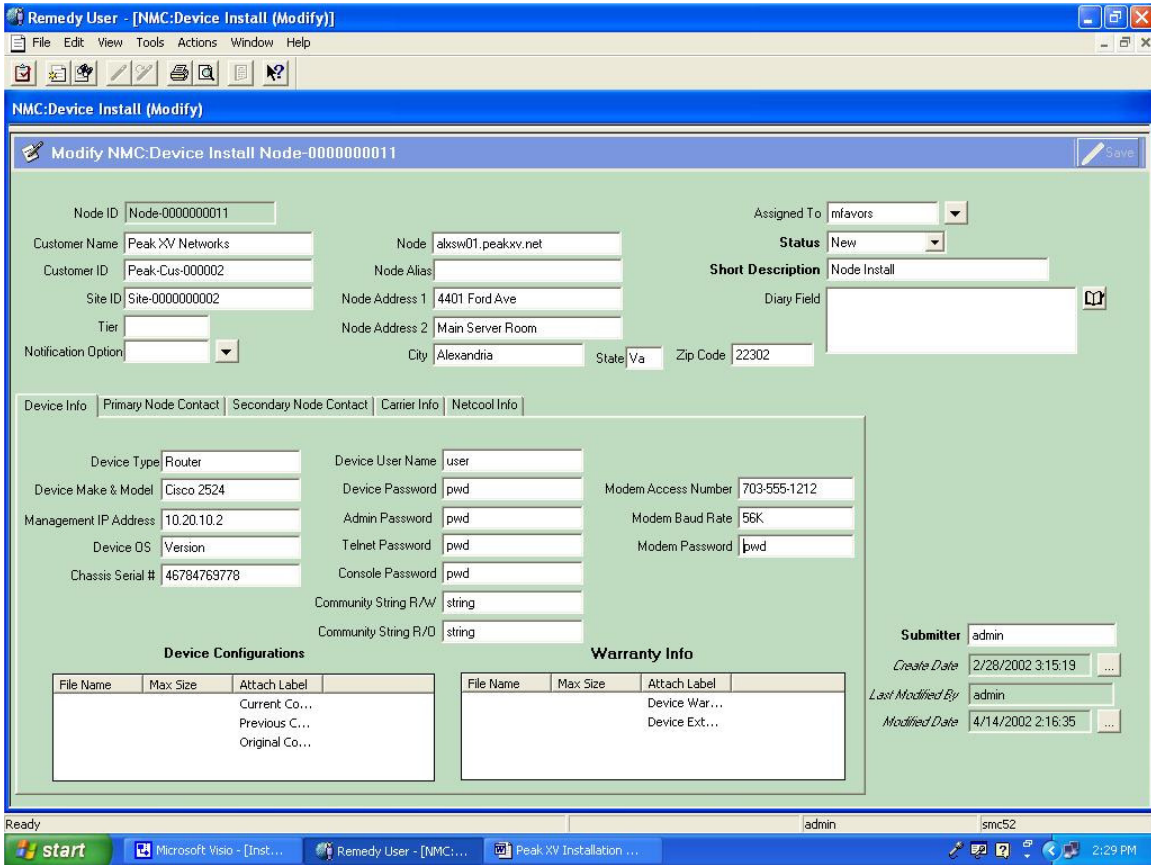 Remedy User - [NMC:Device Install (Modify)]
File Edit View Tools Actions Window Help
NMC:Device Install (Modify)
Modify NMC:Device Install Node-0000000011
Save
Node ID Node-0000000011
Assigned To mfavors
Customer Name Peak XV Networks
Node alxsw01.peakxv.net
Status New
Customer ID Peak-Cus-000002
Node Alias
Short Description Node Install
Site ID Site-0000000002
Node Address 1 4401 Ford Ave
Diary Field
Tier
Node Address 2 Main Server Room
Notification Option
City Alexandria
State Va
Zip Code 22302
Device Info Primary Node Contact Secondary Node Contact Carrier Info Netcool Info
Device Type Router
Device User Name user
Device Make & Model Cisco 2524
Device Password pwd
Modem Access Number 703-555-1212
Management IP Address 10.20.10.2
Admin Password pwd
Modem Baud Rate 56K
Device OS Version
Telnet Password pwd
Modem Password pwd
Chassis Serial # 46784769778
Console Password pwd
Community String R/W string
Community String R/O string
Device Configurations
File Name Max Size Attach Label
Current Co...
Previous C...
Original Co...
Warranty Info
File Name Max Size Attach Label
Device War...
Device Ext...
Submitter admin
Create Date 2/28/2002 3:15:19 ...
Last Modified By admin
Modified Date 4/14/2002 2:16:35 ...
Ready
admin
smc52
start
Microsoft Visio - [Inst...
Remedy User - [NMC:...
Peak XV Installation ...
2:29 PM